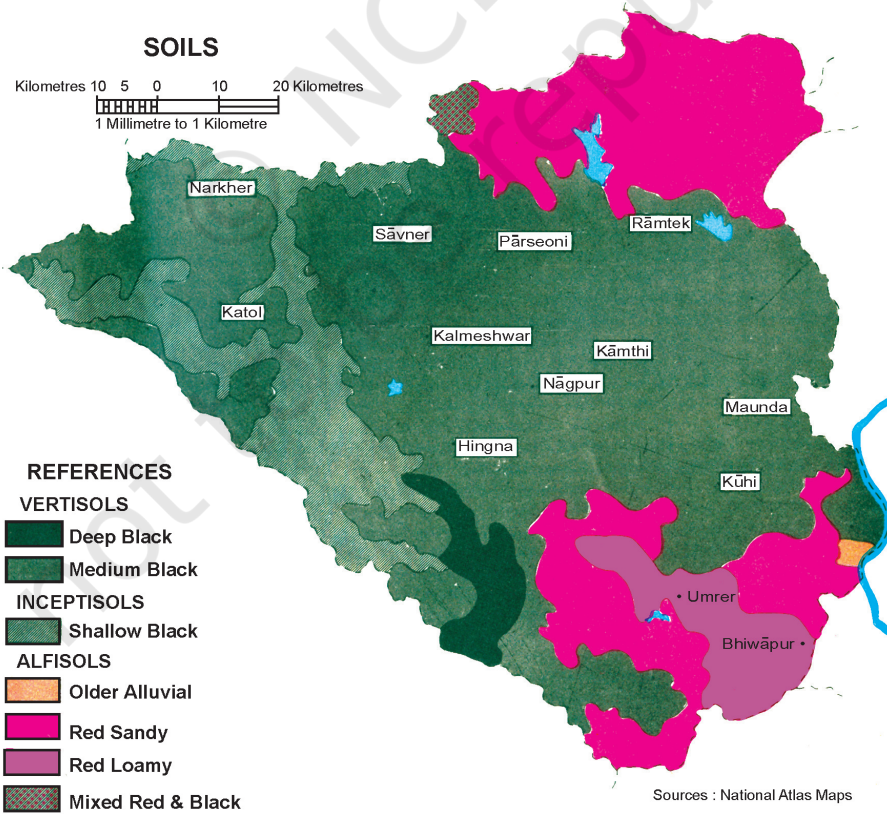 SOILS
Kilometres 10 5 0 10 20 Kilometres
1 Millimetre to 1 Kilometre
Narkher
Sāvner
Pārseoni
Rāmtek
Katol
Kalmeshwar
Kāmthi
Nāgpur
Maunda
Hingna
Kūhi
Umrer
Bhiwāpur
REFERENCES
VERTISOLS
Deep Black
Medium Black
INCEPTISOLS
Shallow Black
ALFISOLS
Older Alluvial
Red Sandy
Red Loamy
Mixed Red & Black
Sources : National Atlas Maps